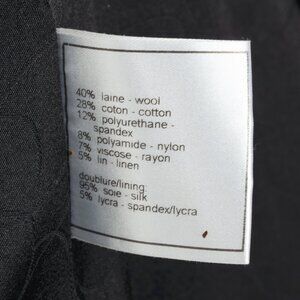 40% laine - wool
28% coton - cotton
12% polyurethane -
spandex
8% polyamide - nylon
7% viscose - rayon
5% lin - linen
doublure/lining:
95% soie - silk
5% lycra - spandex/lycra